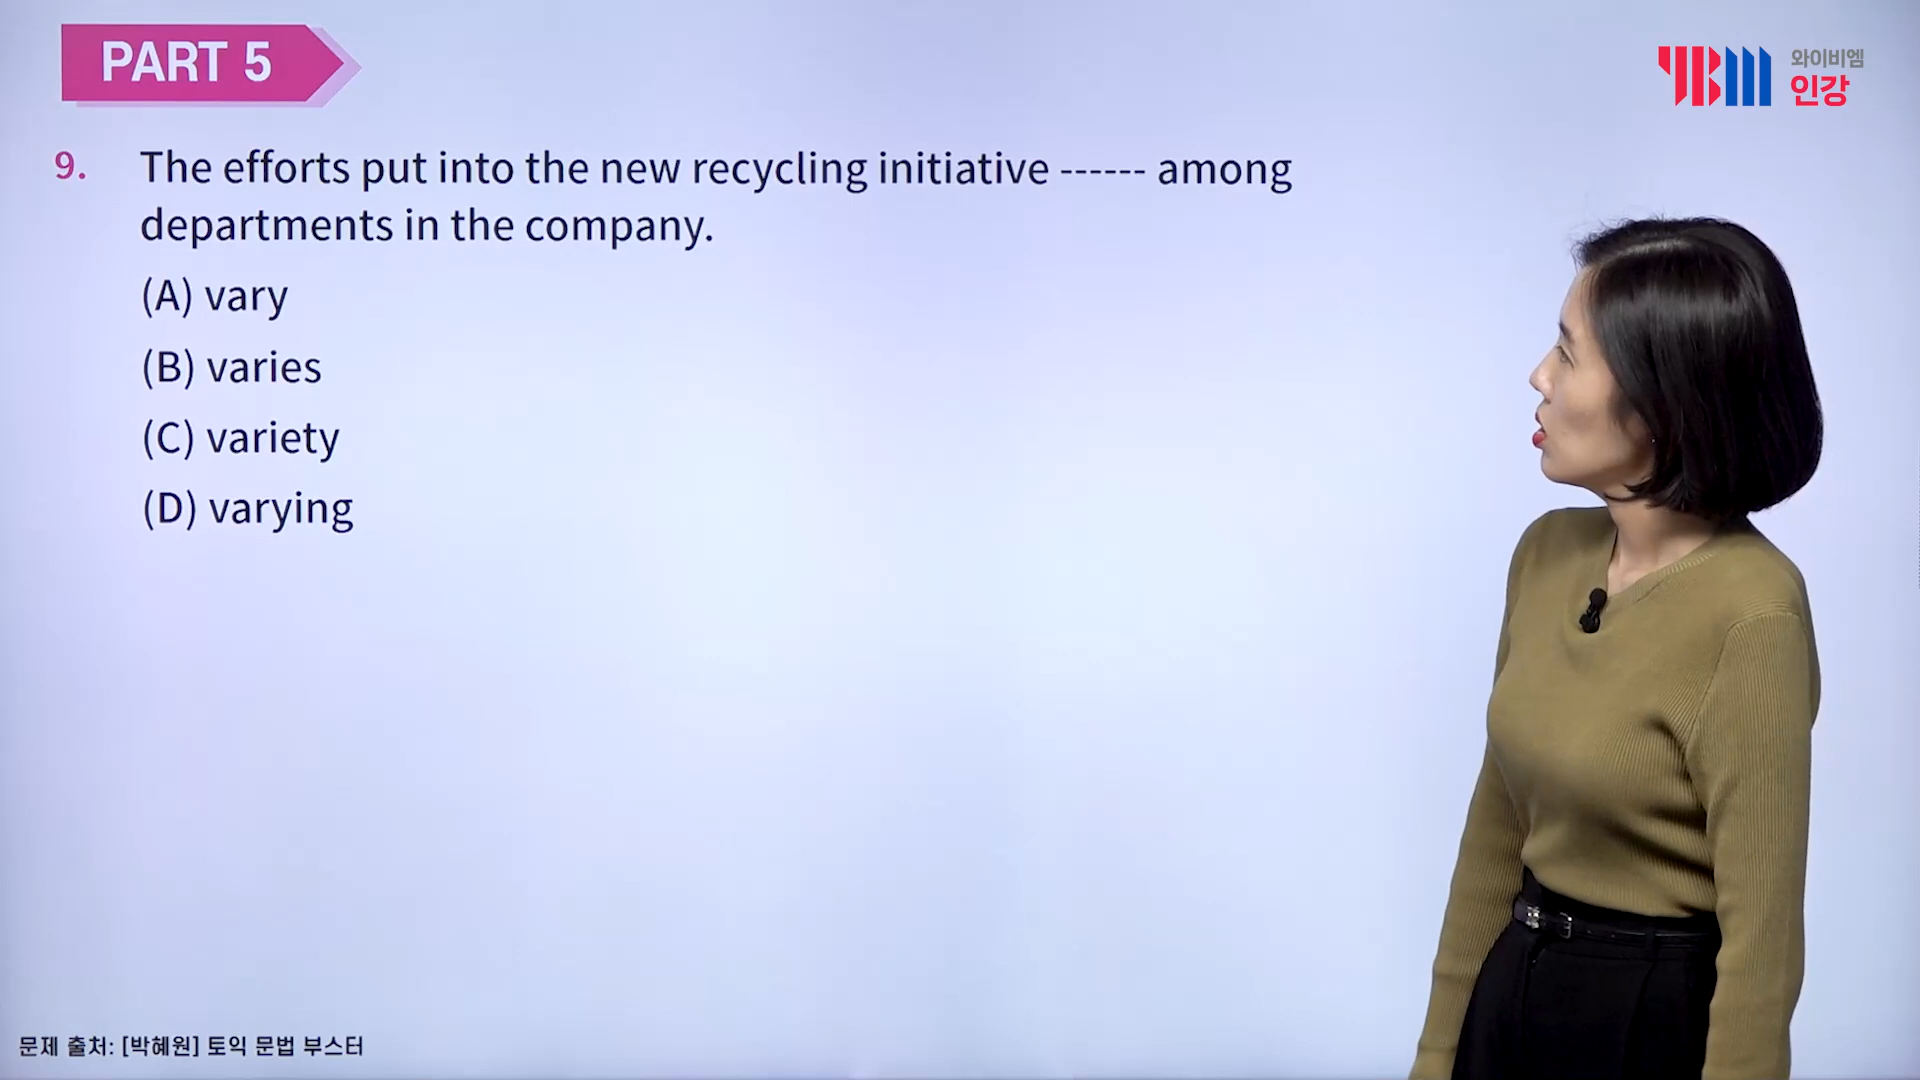 PART 5
YBM 와이비엠
인강
9. The efforts put into the new recycling initiative ------ among
departments in the company.
(A) vary
(B) varies
(C) variety
(D) varying
문제 출처: [박혜원] 토익 문법 부스터